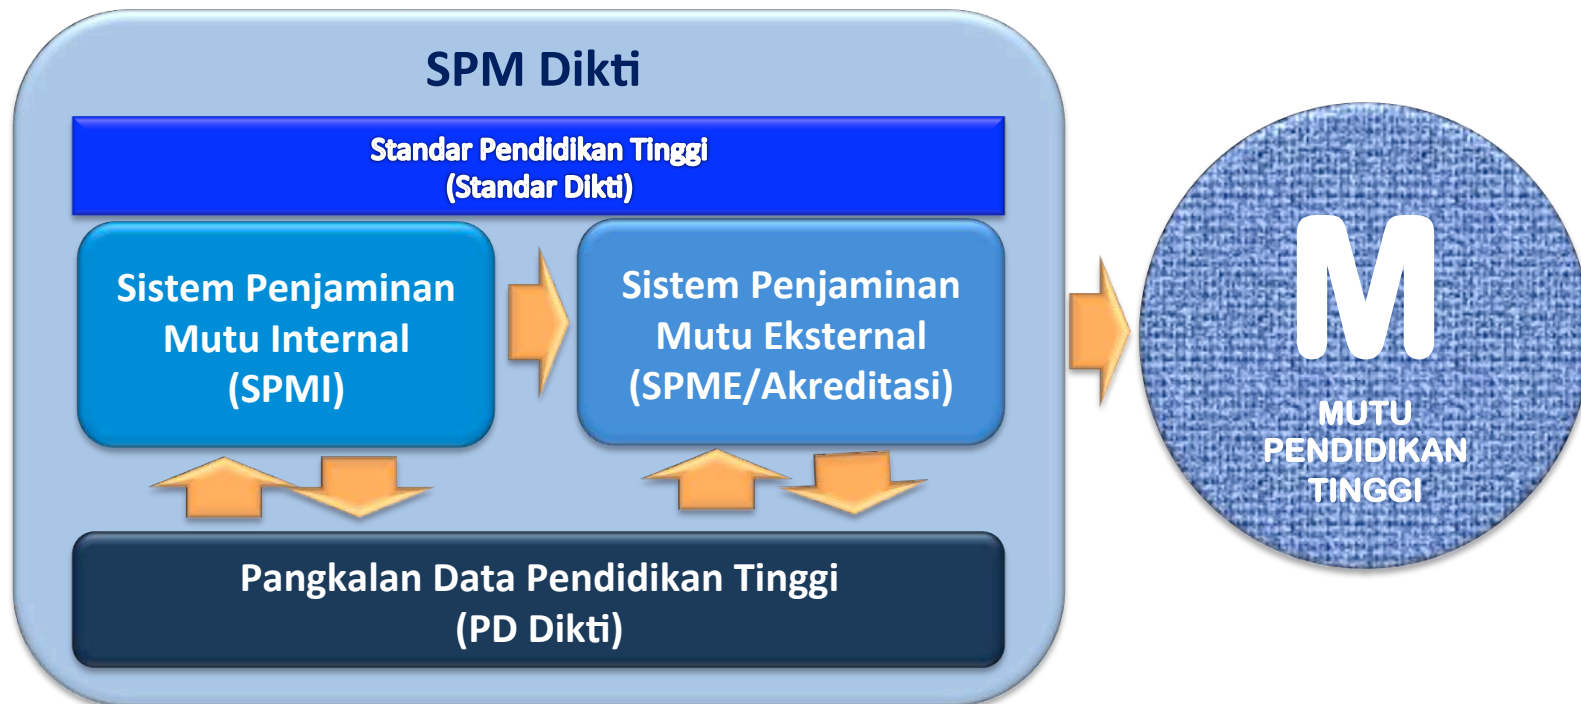 SPM Dikti
Standar Pendidikan Tinggi
(Standar Dikti)
Sistem Penjaminan
Mutu Internal
(SPMI)
Sistem Penjaminan
Mutu Eksternal
(SPME/Akreditasi)
Pangkalan Data Pendidikan Tinggi
(PD Dikti)
M
MUTU
PENDIDIKAN
TINGGI